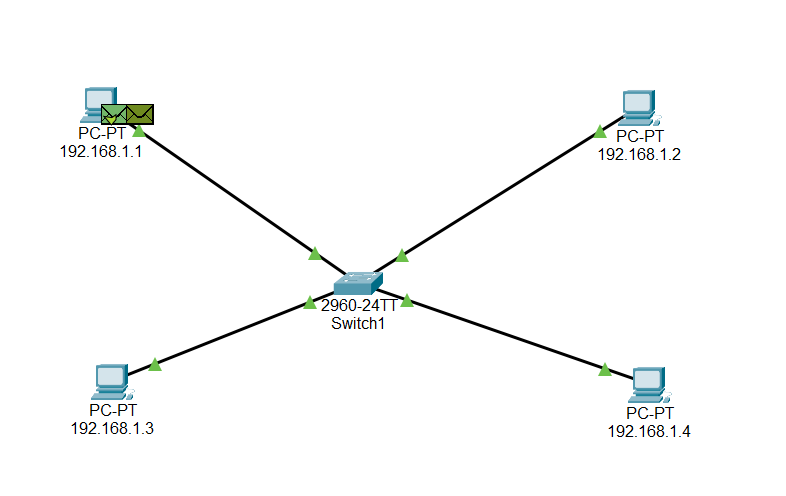 PC-PT
192.168.1.1
PC-PT
192.168.1.2
2960-24TT
Switch1
PC-PT
192.168.1.3
PC-PT
192.168.1.4